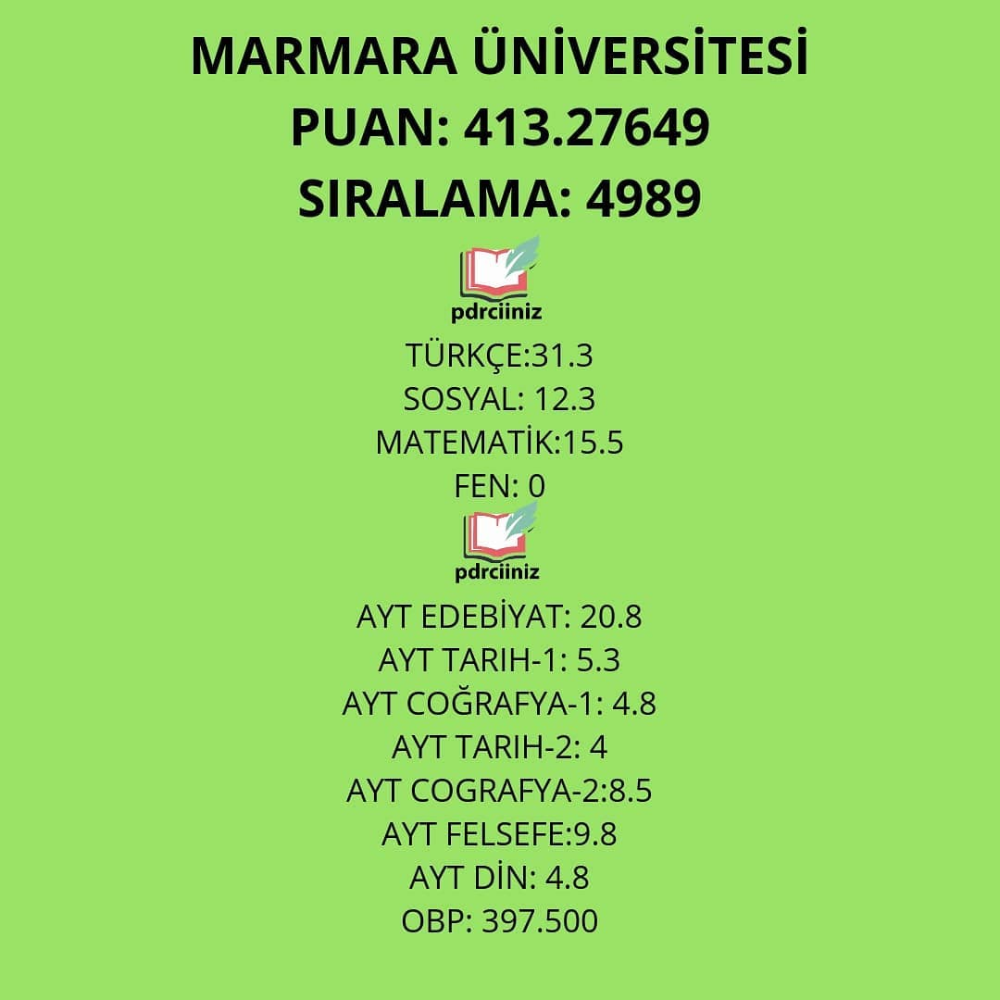 MARMARA ÜNİVERSİTESİ
PUAN: 413.27649
SIRALAMA: 4989
pdrciiniz
TÜRKÇE:31.3
SOSYAL: 12.3
MATEMATİK:15.5
FEN: 0
pdrciiniz
AYT EDEBİYAT: 20.8
AYT TARIH-1: 5.3
AYT COĞRAFYA-1: 4.8
AYT TARIH-2: 4
AYT COGRAFYA-2:8.5
AYT FELSEFE:9.8
AYT DİN: 4.8
OBP: 397.500